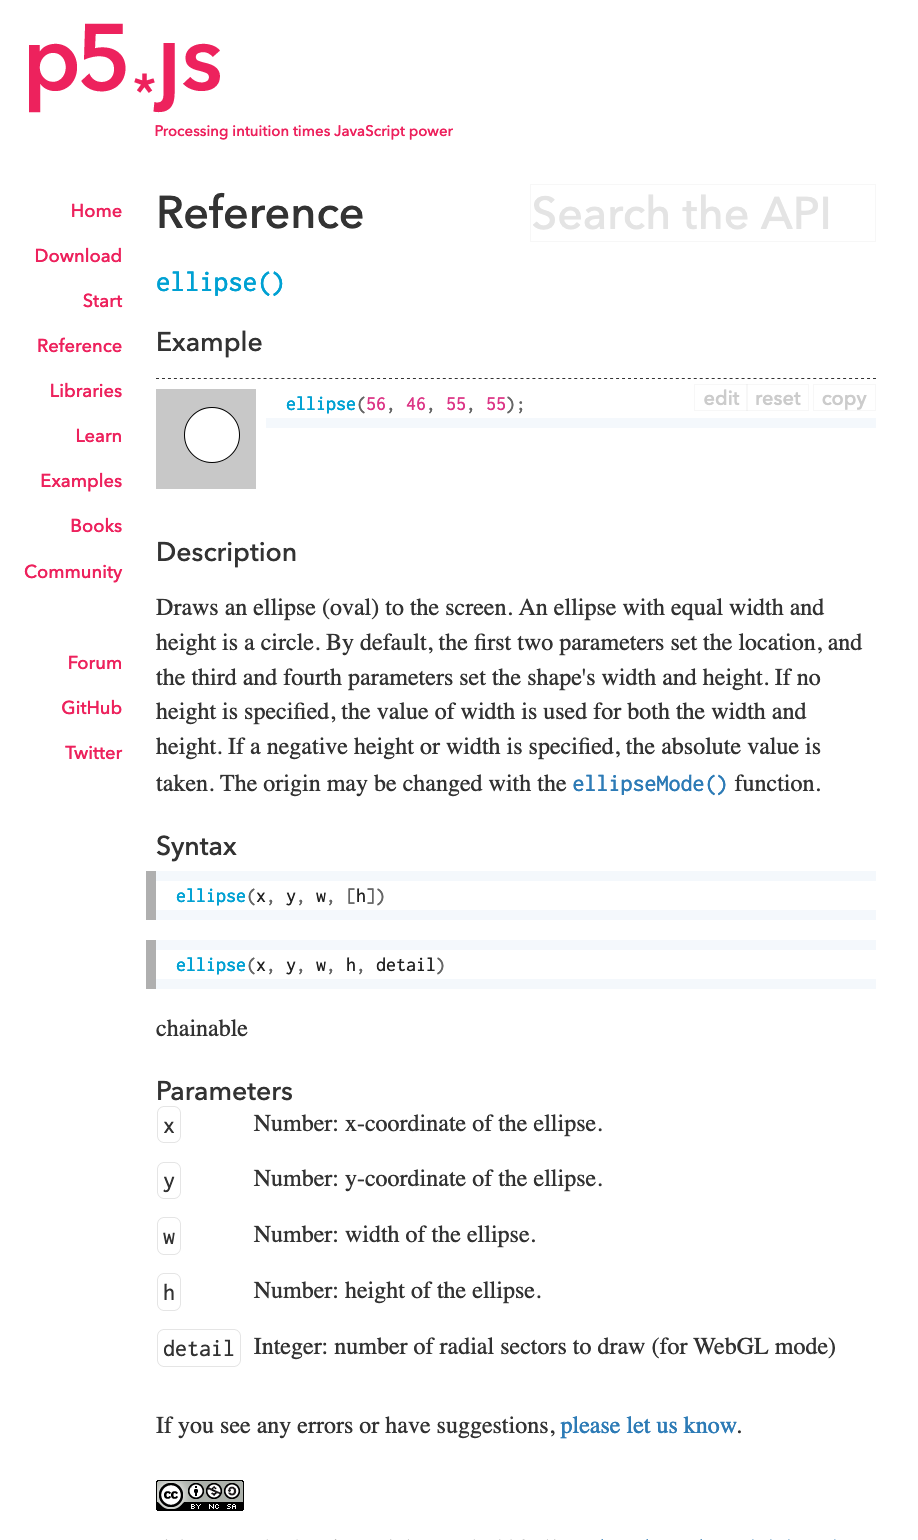 p5*js
Processing intuition times JavaScript power
Home
Download
Start
Reference
Libraries
Learn
Examples
Books
Community
Forum
GitHub
Twitter
Reference
Search the API
ellipse()
Example
ellipse(56, 46, 55, 55);
edit reset copy
Description
Draws an ellipse (oval) to the screen. An ellipse with equal width and
height is a circle. By default, the first two parameters set the location, and
the third and fourth parameters set the shape's width and height. If no
height is specified, the value of width is used for both the width and
height. If a negative height or width is specified, the absolute value is
taken. The origin may be changed with the ellipseMode() function.
Syntax
ellipse(x, y, w, [h])
ellipse(x, y, w, h, detail)
chainable
Parameters
x Number: x-coordinate of the ellipse.
y Number: y-coordinate of the ellipse.
w Number: width of the ellipse.
h Number: height of the ellipse.
detail Integer: number of radial sectors to draw (for WebGL mode)
If you see any errors or have suggestions, please let us know.
cc
BY NC SA